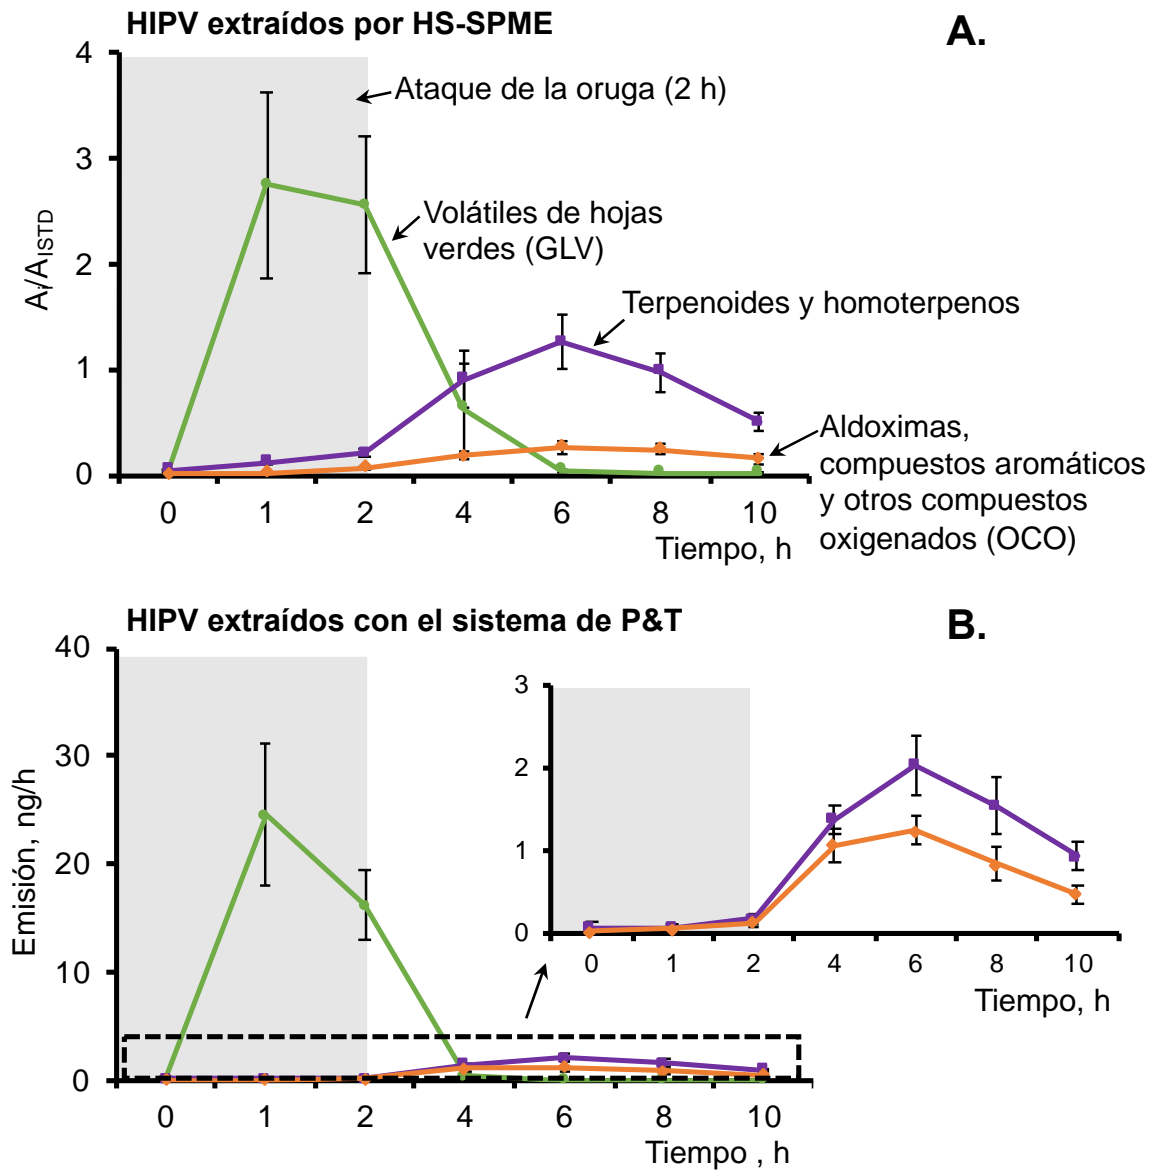 HIPV extraídos por HS-SPME
A.
4
3
2
1
0
A𝑖/AISTD
Ataque de la oruga (2 h)
Volátiles de hojas
verdes (GLV)
Terpenoides y homoterpenos
Aldoximas,
compuestos aromáticos
y otros compuestos
oxigenados (OCO)
0 1 2 4 6 8 10
Tiempo, h
HIPV extraídos con el sistema de P&T
B.
40
30
20
10
0
Emisión, ng/h
3
2
1
0
0 1 2 4 6 8 10
Tiempo, h
0 1 2 4 6 8 10
Tiempo , h